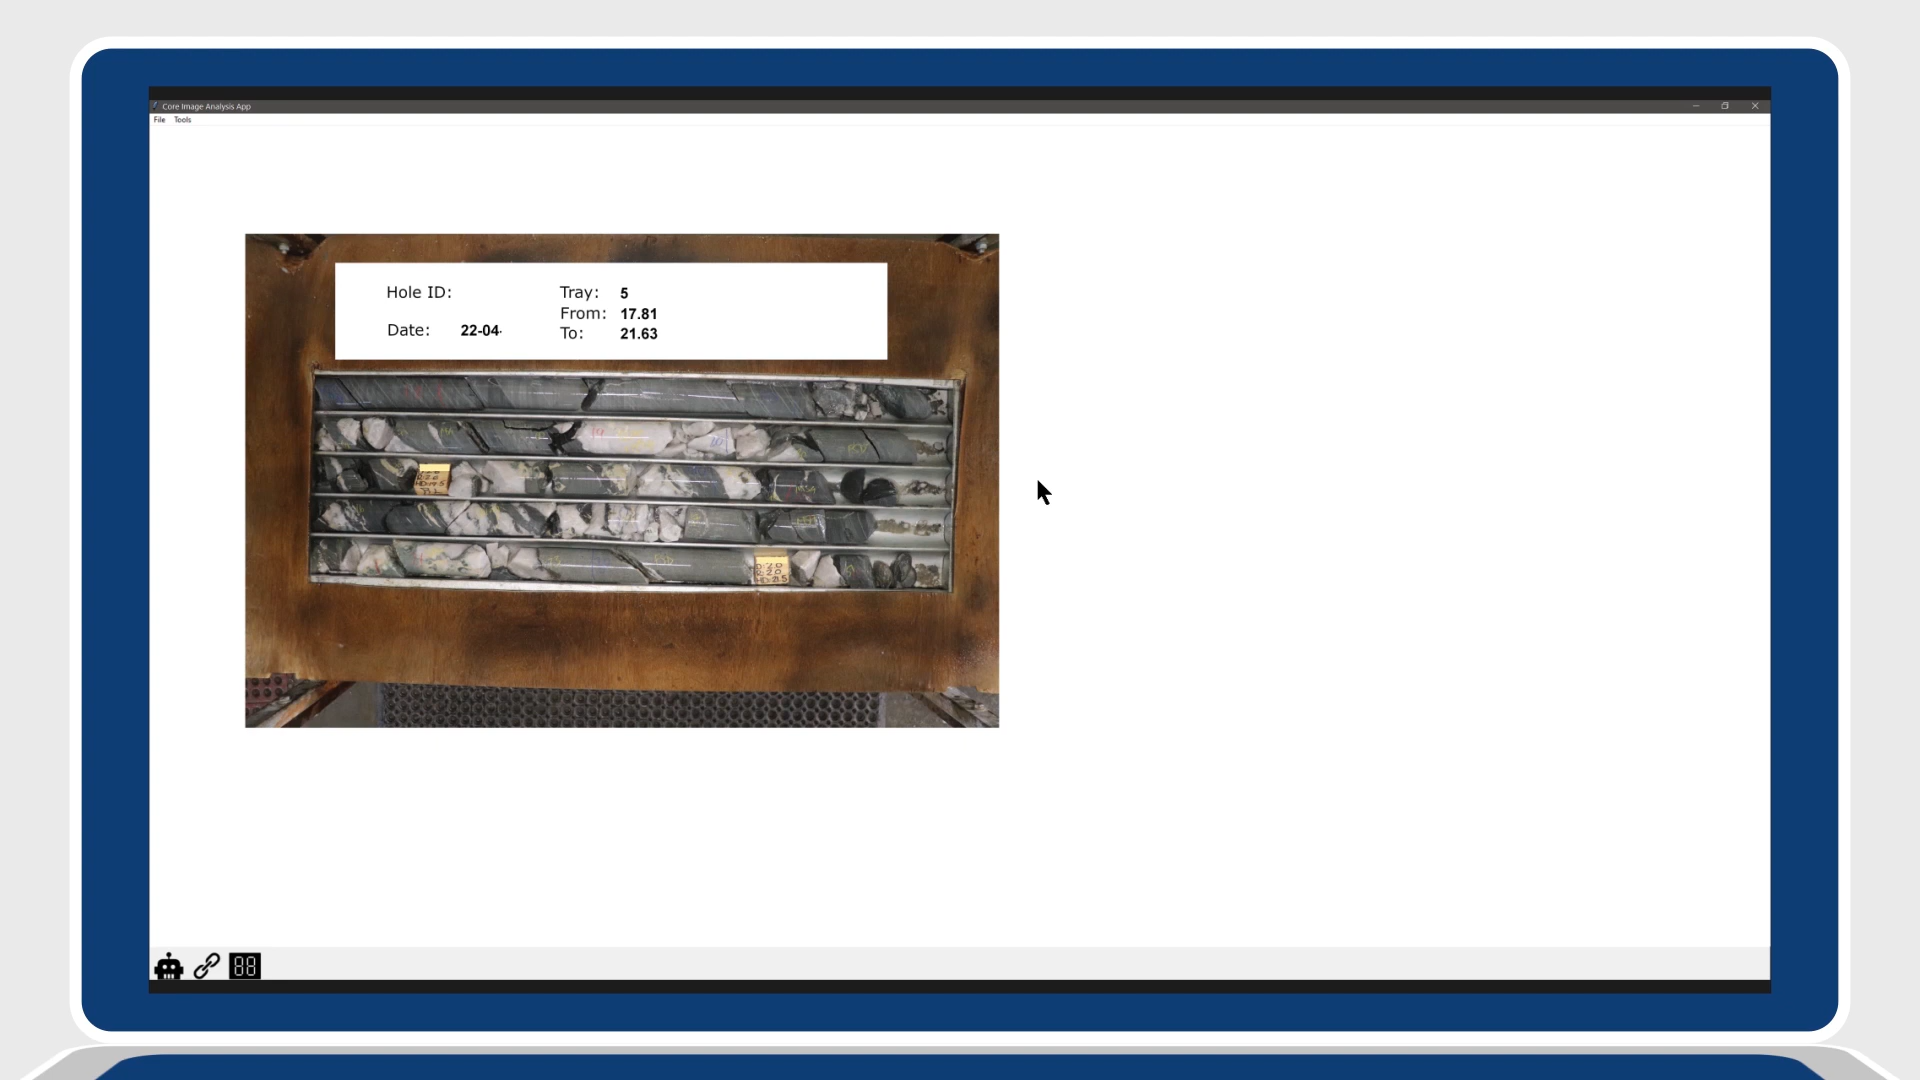 Core Image Analysis App
File Tools
Hole ID:
Tray: 5
From: 17.81
Date: 22-04-
To: 21.63